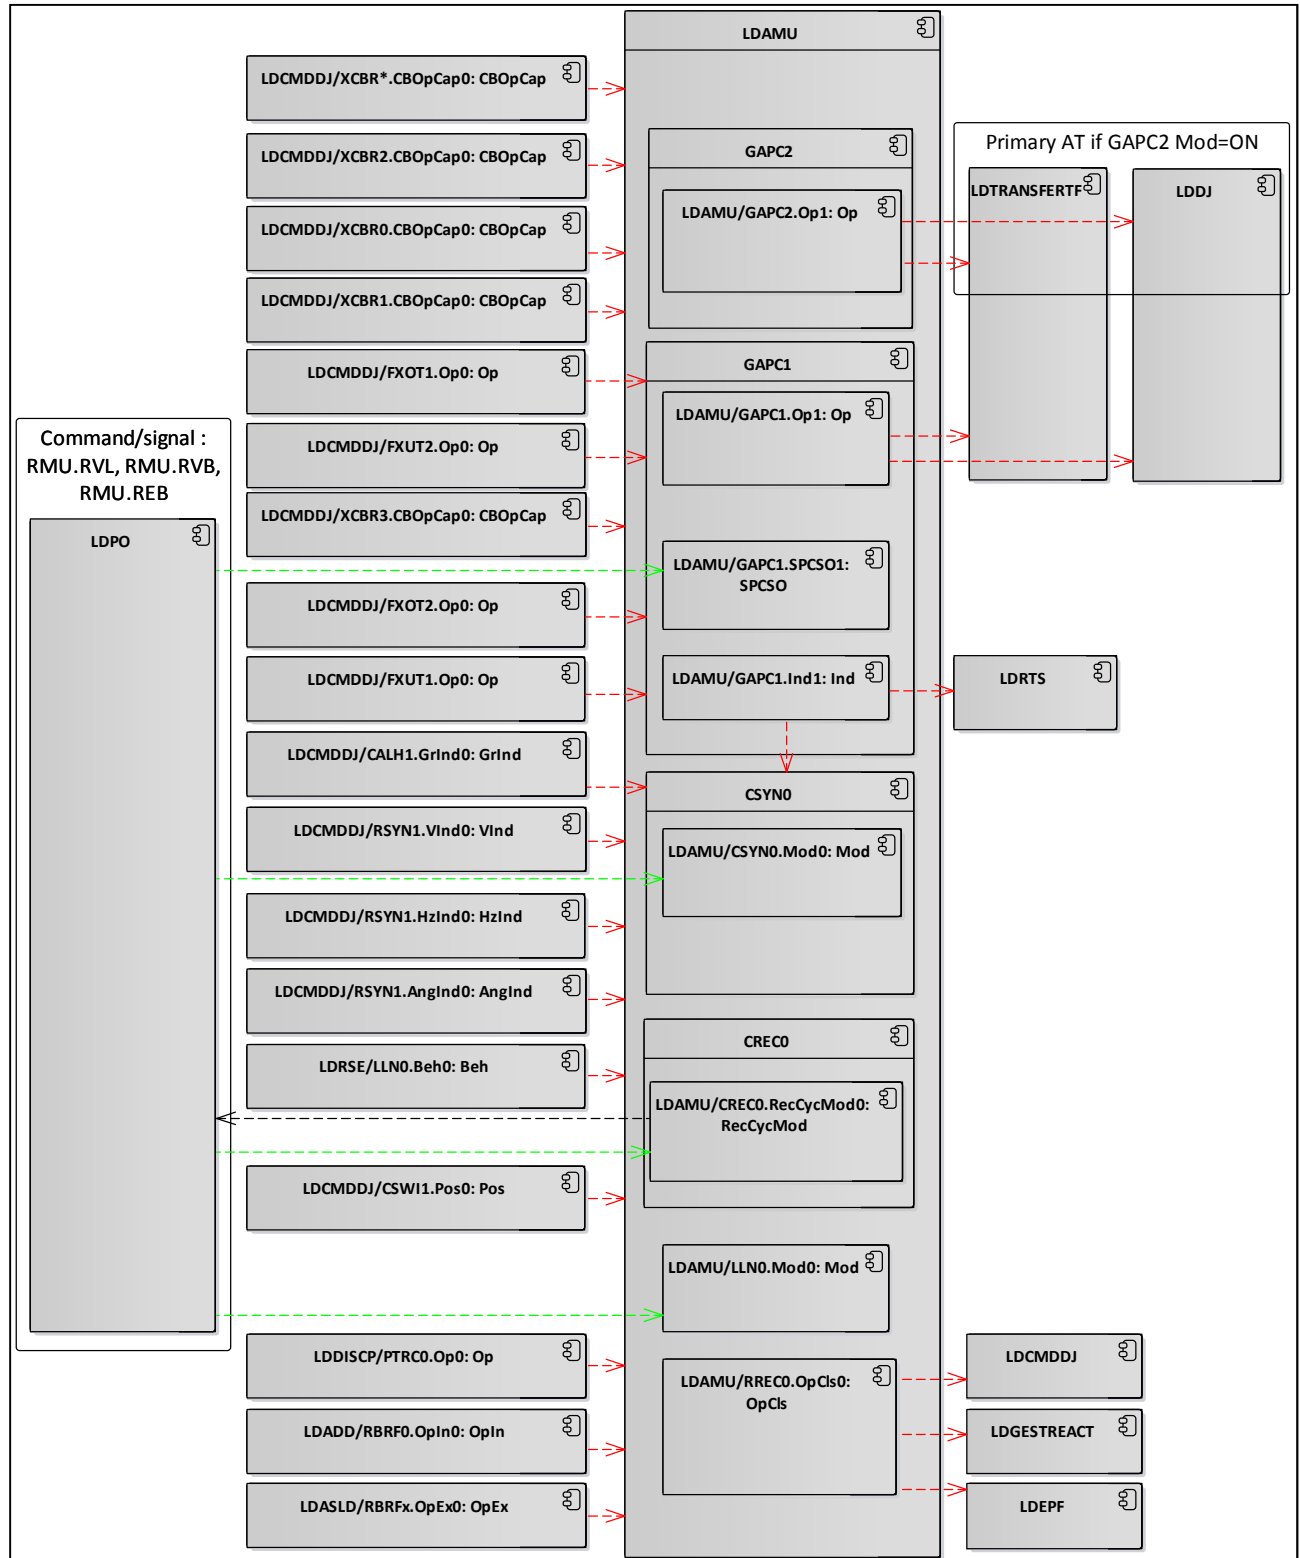 LDAMU
LDCMDDJ/XCBR*.CBOpCap0: CBOpCap
LDCMDDJ/XCBR2.CBOpCap0: CBOpCap
LDCMDDJ/XCBR0.CBOpCap0: CBOpCap
LDCMDDJ/XCBR1.CBOpCap0: CBOpCap
LDCMDDJ/FXOT1.Op0: Op
LDCMDDJ/FXUT2.Op0: Op
LDCMDDJ/XCBR3.CBOpCap0: CBOpCap
LDCMDDJ/FXOT2.Op0: Op
LDCMDDJ/FXUT1.Op0: Op
LDCMDDJ/CALH1.GrInd0: GrInd
LDCMDDJ/RSYN1.VInd0: VInd
LDCMDDJ/RSYN1.HzInd0: HzInd
LDCMDDJ/RSYN1.AngInd0: AngInd
LDRSE/LLN0.Beh0: Beh
LDCMDDJ/CSWI1.Pos0: Pos
LDDISCP/PTRC0.Op0: Op
LDADD/RBRF0.OpIn0: OpIn
LDASLD/RBRFx.OpEx0: OpEx
Command/signal :
RMU.RVL, RMU.RVB,
RMU.REB
LDPO
GAPC2
LDAMU/GAPC2.Op1: Op
GAPC1
LDAMU/GAPC1.Op1: Op
LDAMU/GAPC1.SPCSO1:
SPCSO
LDAMU/GAPC1.Ind1: Ind
CSYN0
LDAMU/CSYN0.Mod0: Mod
CREC0
LDAMU/CREC0.RecCycMod0:
RecCycMod
LDAMU/LLN0.Mod0: Mod
LDAMU/RREC0.OpCls0:
OpCls
Primary AT if GAPC2 Mod=ON
LDTRANSFERTF
LDDJ
LDRTS
LDCMDDJ
LDGESTREACT
LDEPF